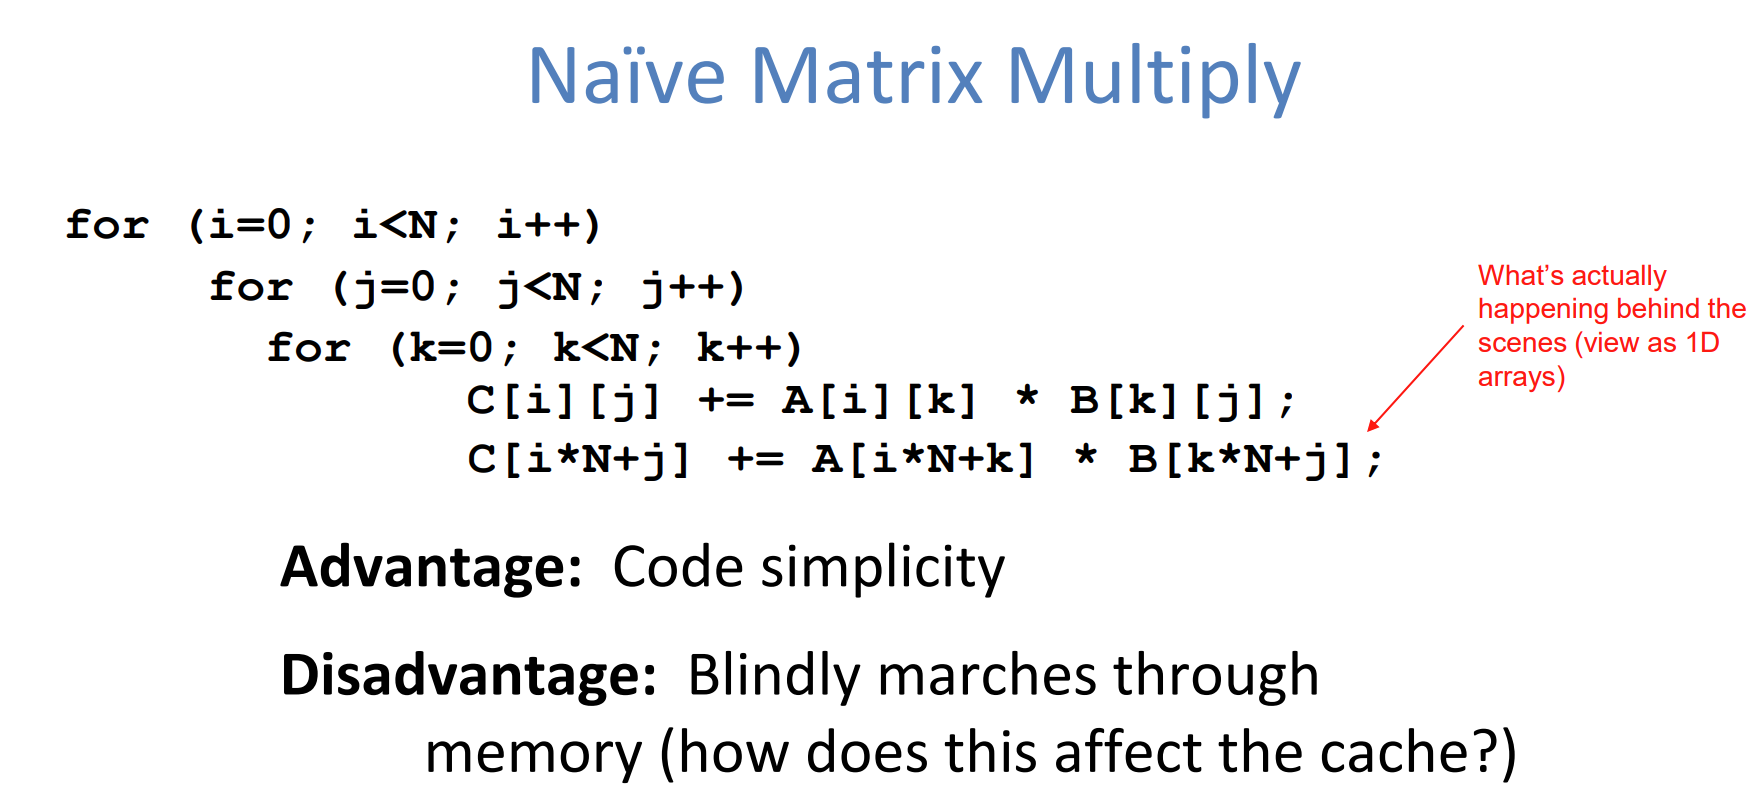 Naïve Matrix Multiply
for (i=0; i<N; i++)
for (j=0; j<N; j++)
for (k=0; k<N; k++)
C[i][j] += A[i][k] * B[k][j];
C[i*N+j] += A[i*N+k] * B[k*N+j];
What’s actually
happening behind the
scenes (view as 1D
arrays)
Advantage: Code simplicity
Disadvantage: Blindly marches through
memory (how does this affect the cache?)